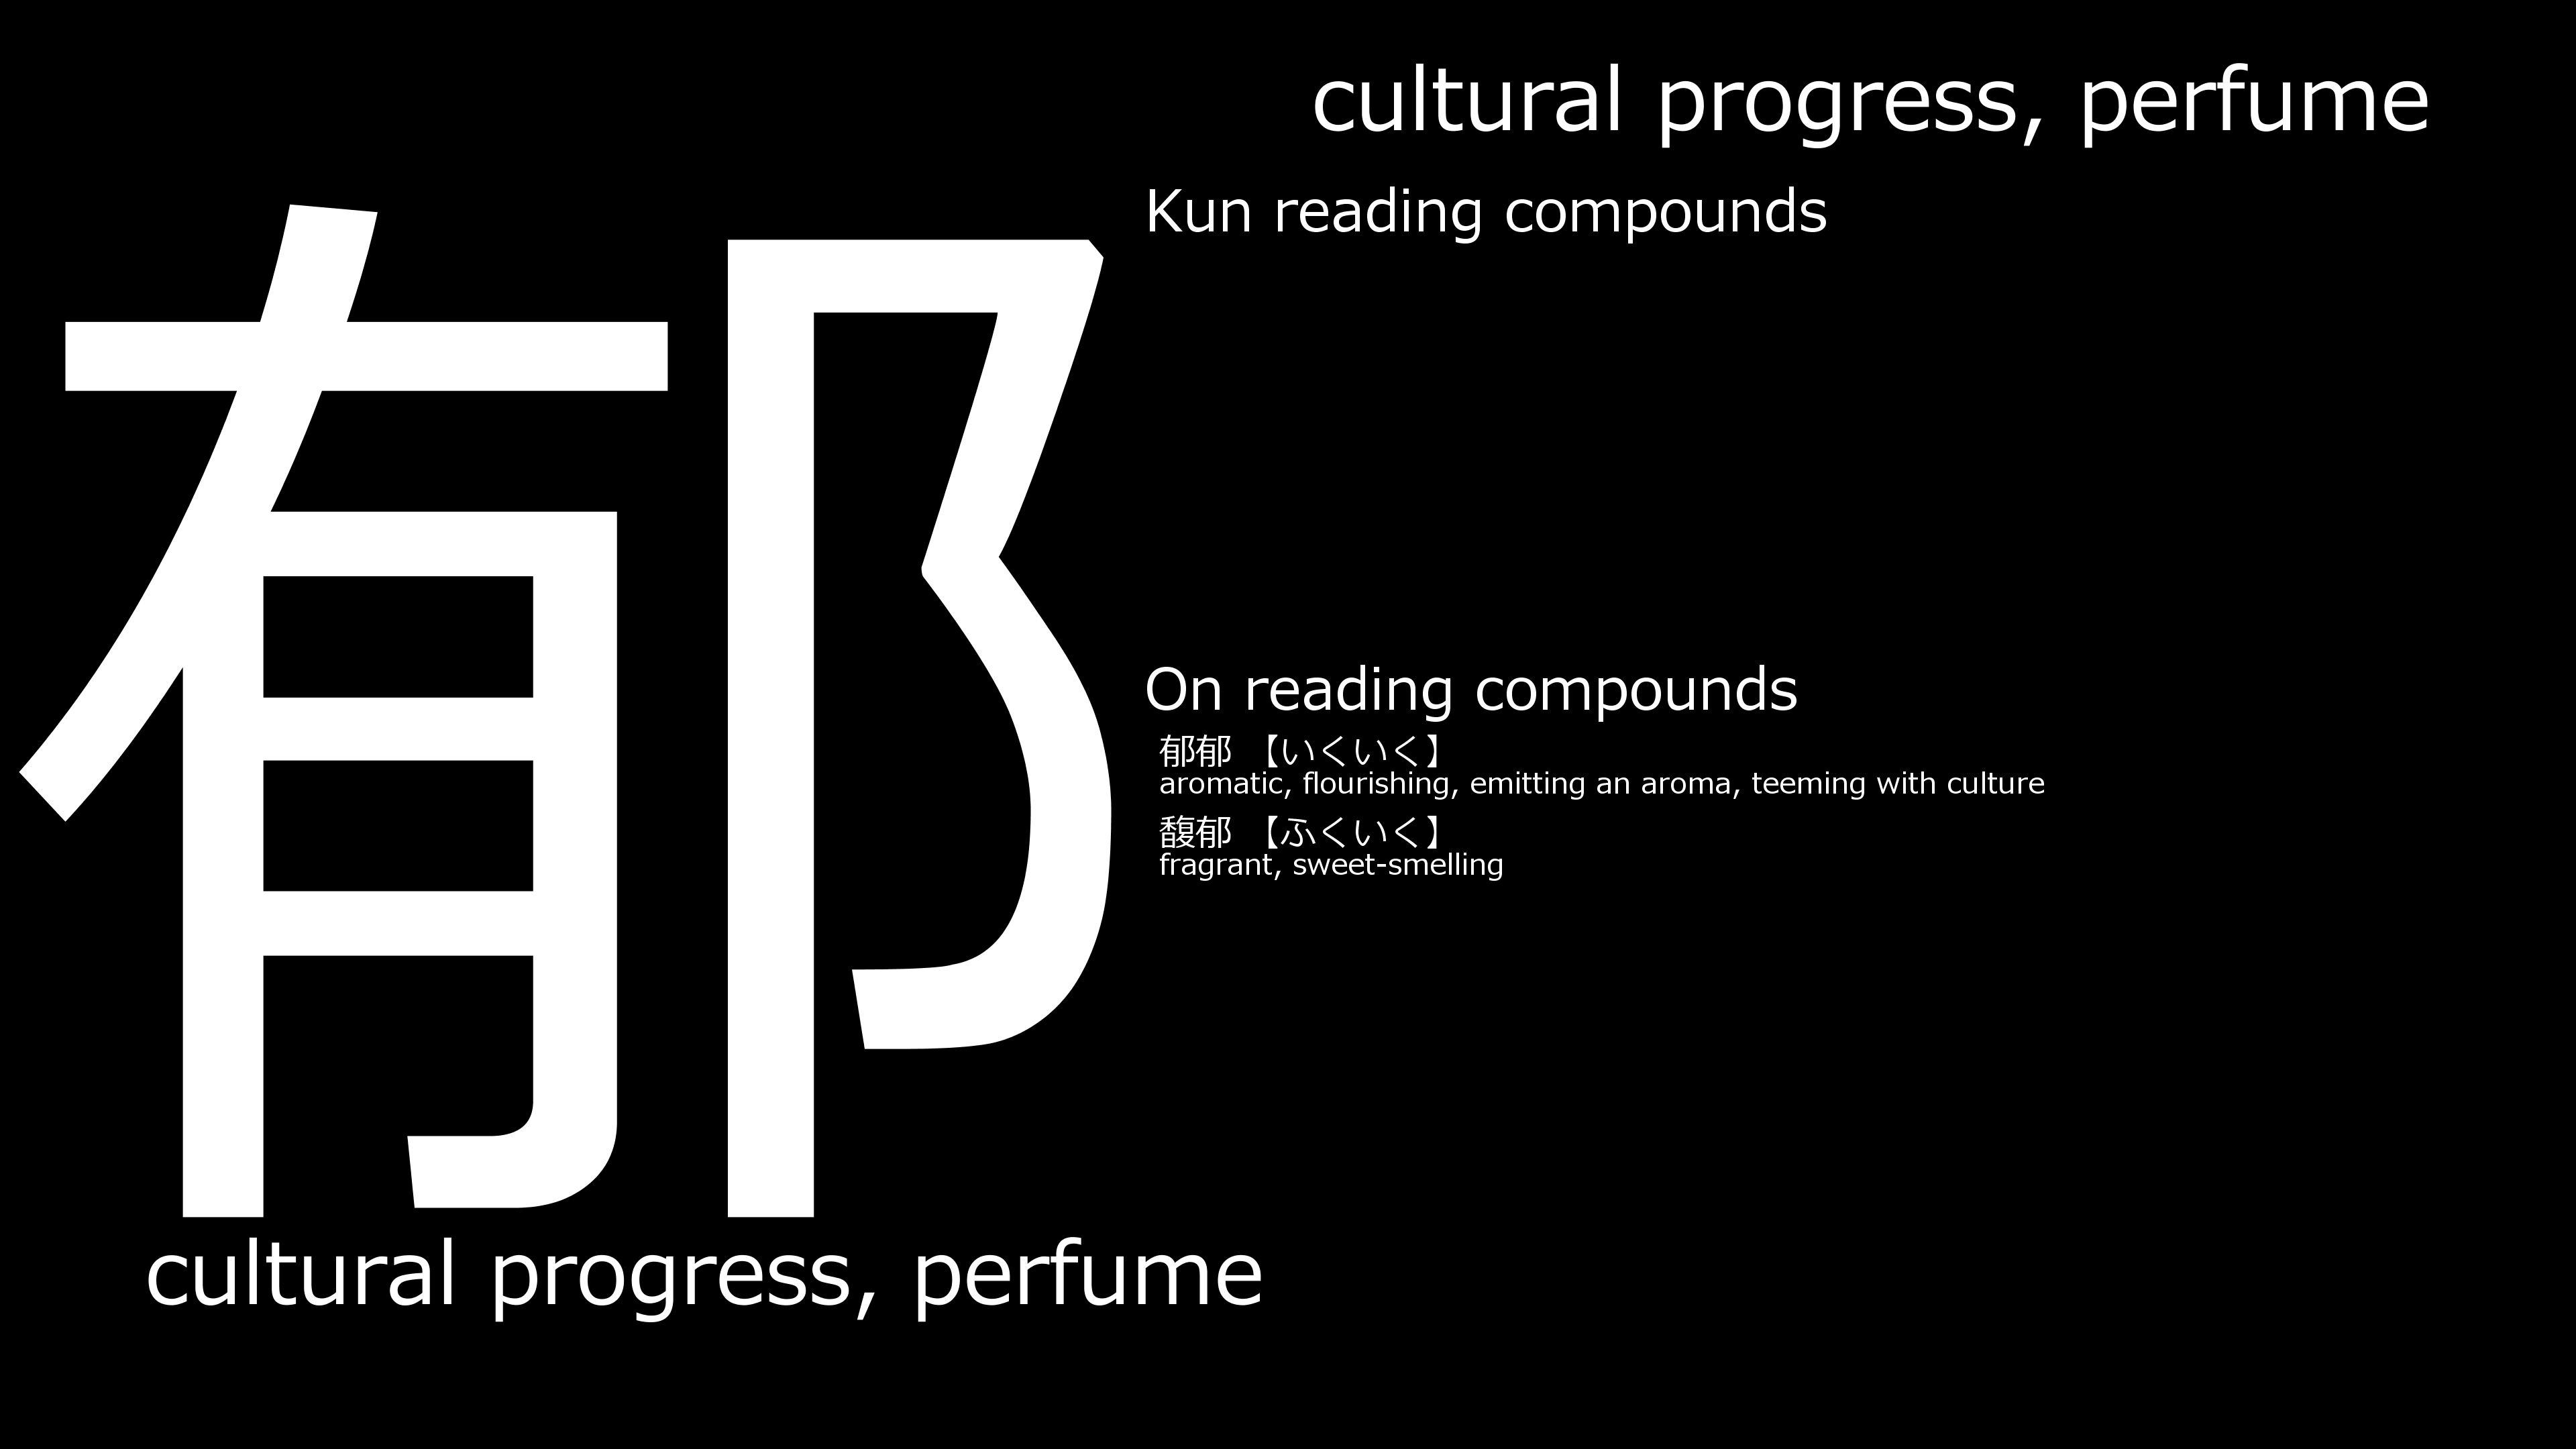 cultural progress, perfume
Kun reading compounds
郁
On reading compounds
郁郁 【いくいく】
aromatic, flourishing, emitting an aroma, teeming with culture
馥郁 【ふくいく】
fragrant, sweet-smelling
cultural progress, perfume